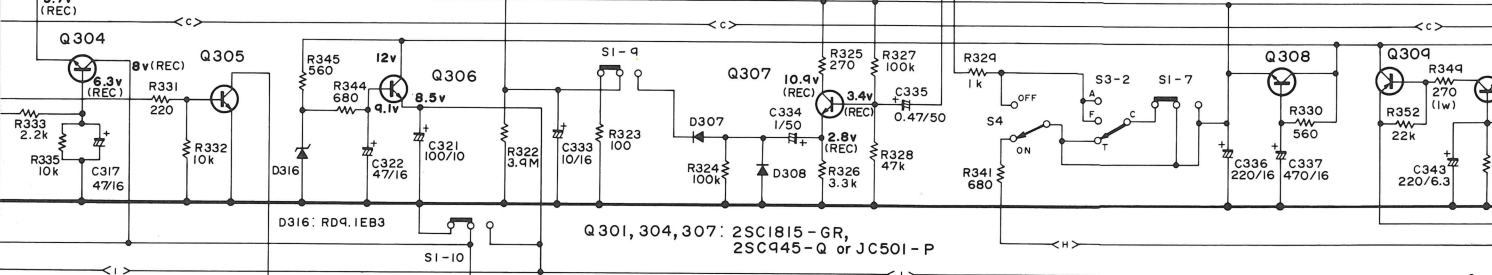 (REC)
<C>
<C>
<C>
Q304
8v(REC)
6.3v
(REC)
Q305
R331
220
R333
2.2k
R335
10k
C317
47/16
R332
10k
R345
560
R344
680
12v
Q306
9.1v
8.5v
D316
C322
47/16
C321
100/10
D316: RD9.1EB3
S1-10
R322
3.9M
C333
10/16
S1-9
R323
100
D307
R324
100k
D308
C334
1/50
Q307
10.9v
(REC)
R325
270
R327
100k
3.4v
(REC)
C335
0.47/50
2.8v
(REC)
R326
3.3k
R328
47k
Q301, 304, 307: 2SC1815-GR,
2SC945-Q or JC501-P
R329
1k
OFF
S4
ON
R341
680
S3-2
A
F
C
T
S1-7
<H>
C336
220/16
Q308
R330
560
C337
470/16
Q309
R349
270
(1w)
R352
22k
C343
220/6.3
<I>